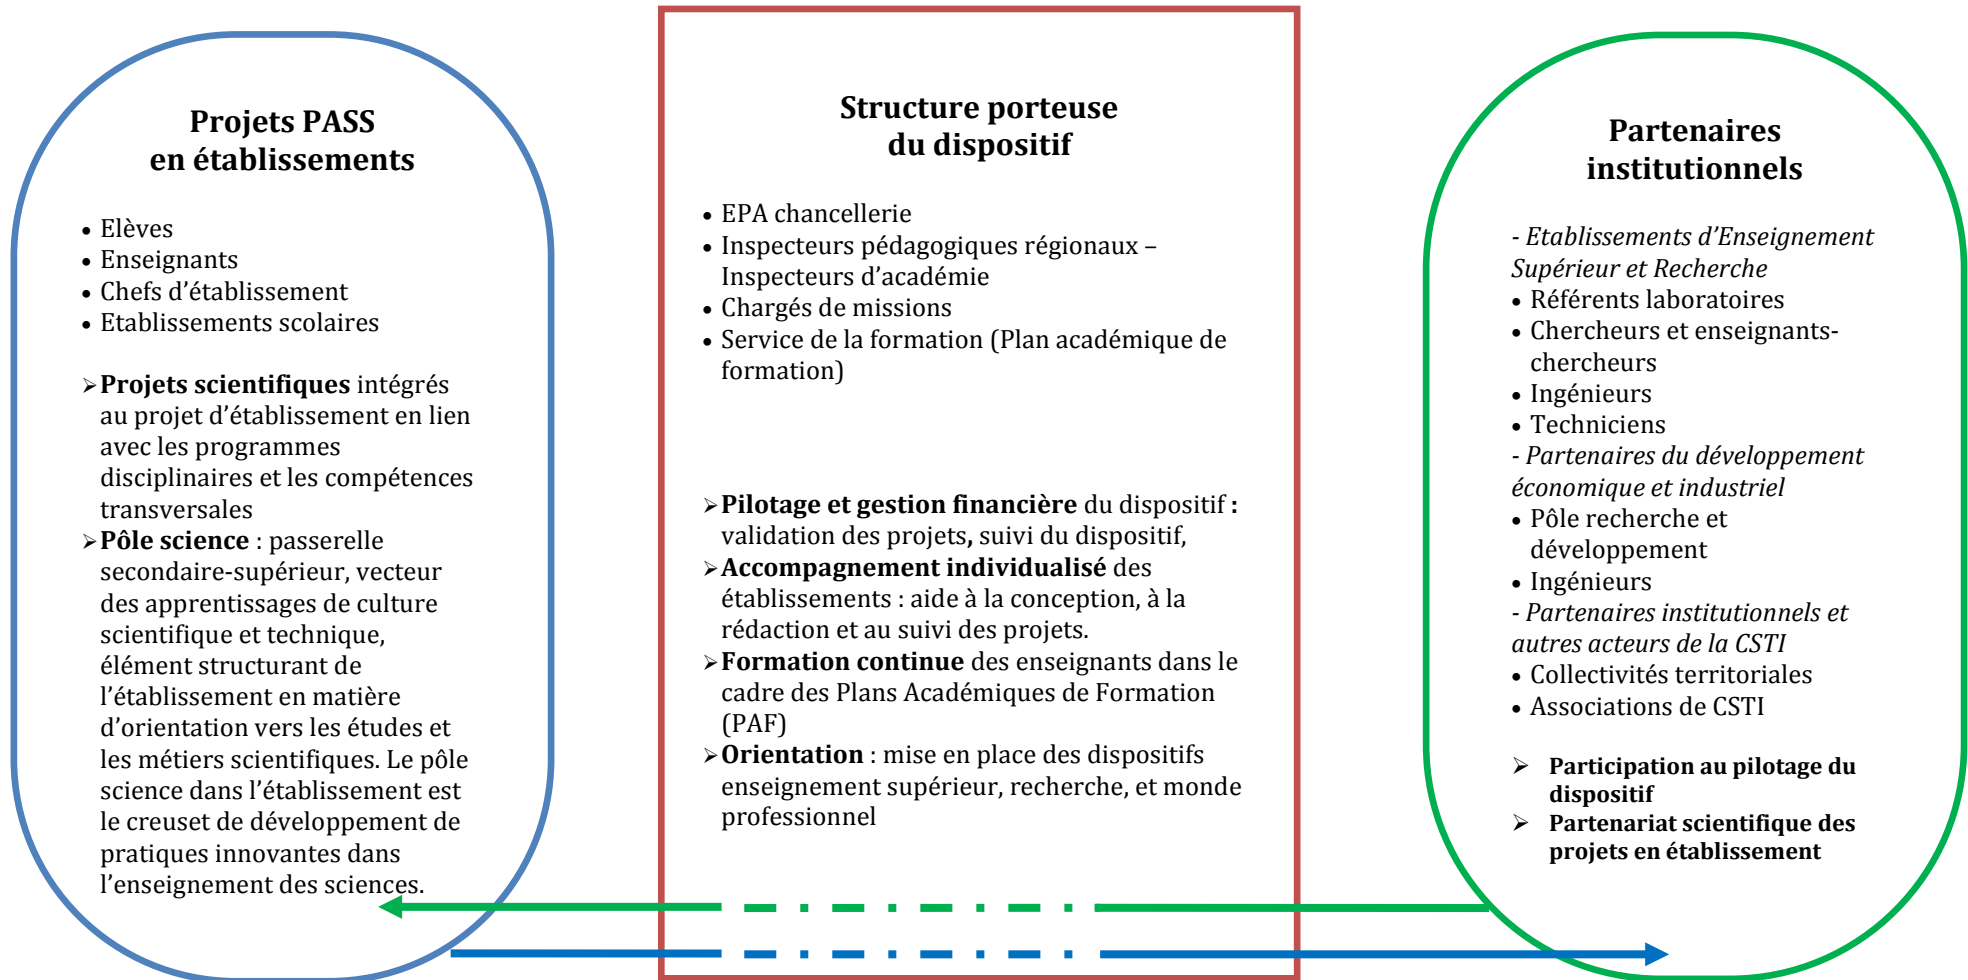 Projets PASS
en établissements
• Elèves
• Enseignants
• Chefs d'établissement
• Etablissements scolaires
➢Projets scientifiques intégrés
au projet d'établissement en lien
avec les programmes
disciplinaires et les compétences
transversales
➢Pôle science : passerelle
secondaire-supérieur, vecteur
des apprentissages de culture
scientifique et technique,
élément structurant de
l'établissement en matière
d'orientation vers les études et
les métiers scientifiques. Le pôle
science dans l'établissement est
le creuset de développement de
pratiques innovantes dans
l'enseignement des sciences.
Structure porteuse
du dispositif
• EPA chancellerie
• Inspecteurs pédagogiques régionaux –
Inspecteurs d'académie
• Chargés de missions
• Service de la formation (Plan académique de
formation)
➢Pilotage et gestion financière du dispositif :
validation des projets, suivi du dispositif,
➢Accompagnement individualisé des
établissements : aide à la conception, à la
rédaction et au suivi des projets.
➢Formation continue des enseignants dans le
cadre des Plans Académiques de Formation
(PAF)
➢Orientation : mise en place des dispositifs
enseignement supérieur, recherche, et monde
professionnel
Partenaires
institutionnels
- Etablissements d'Enseignement
Supérieur et Recherche
• Référents laboratoires
• Chercheurs et enseignants-
chercheurs
• Ingénieurs
• Techniciens
- Partenaires du développement
économique et industriel
• Pôle recherche et
développement
• Ingénieurs
- Partenaires institutionnels et
autres acteurs de la CSTI
• Collectivités territoriales
• Associations de CSTI
➢ Participation au pilotage du
dispositif
➢ Partenariat scientifique des
projets en établissement